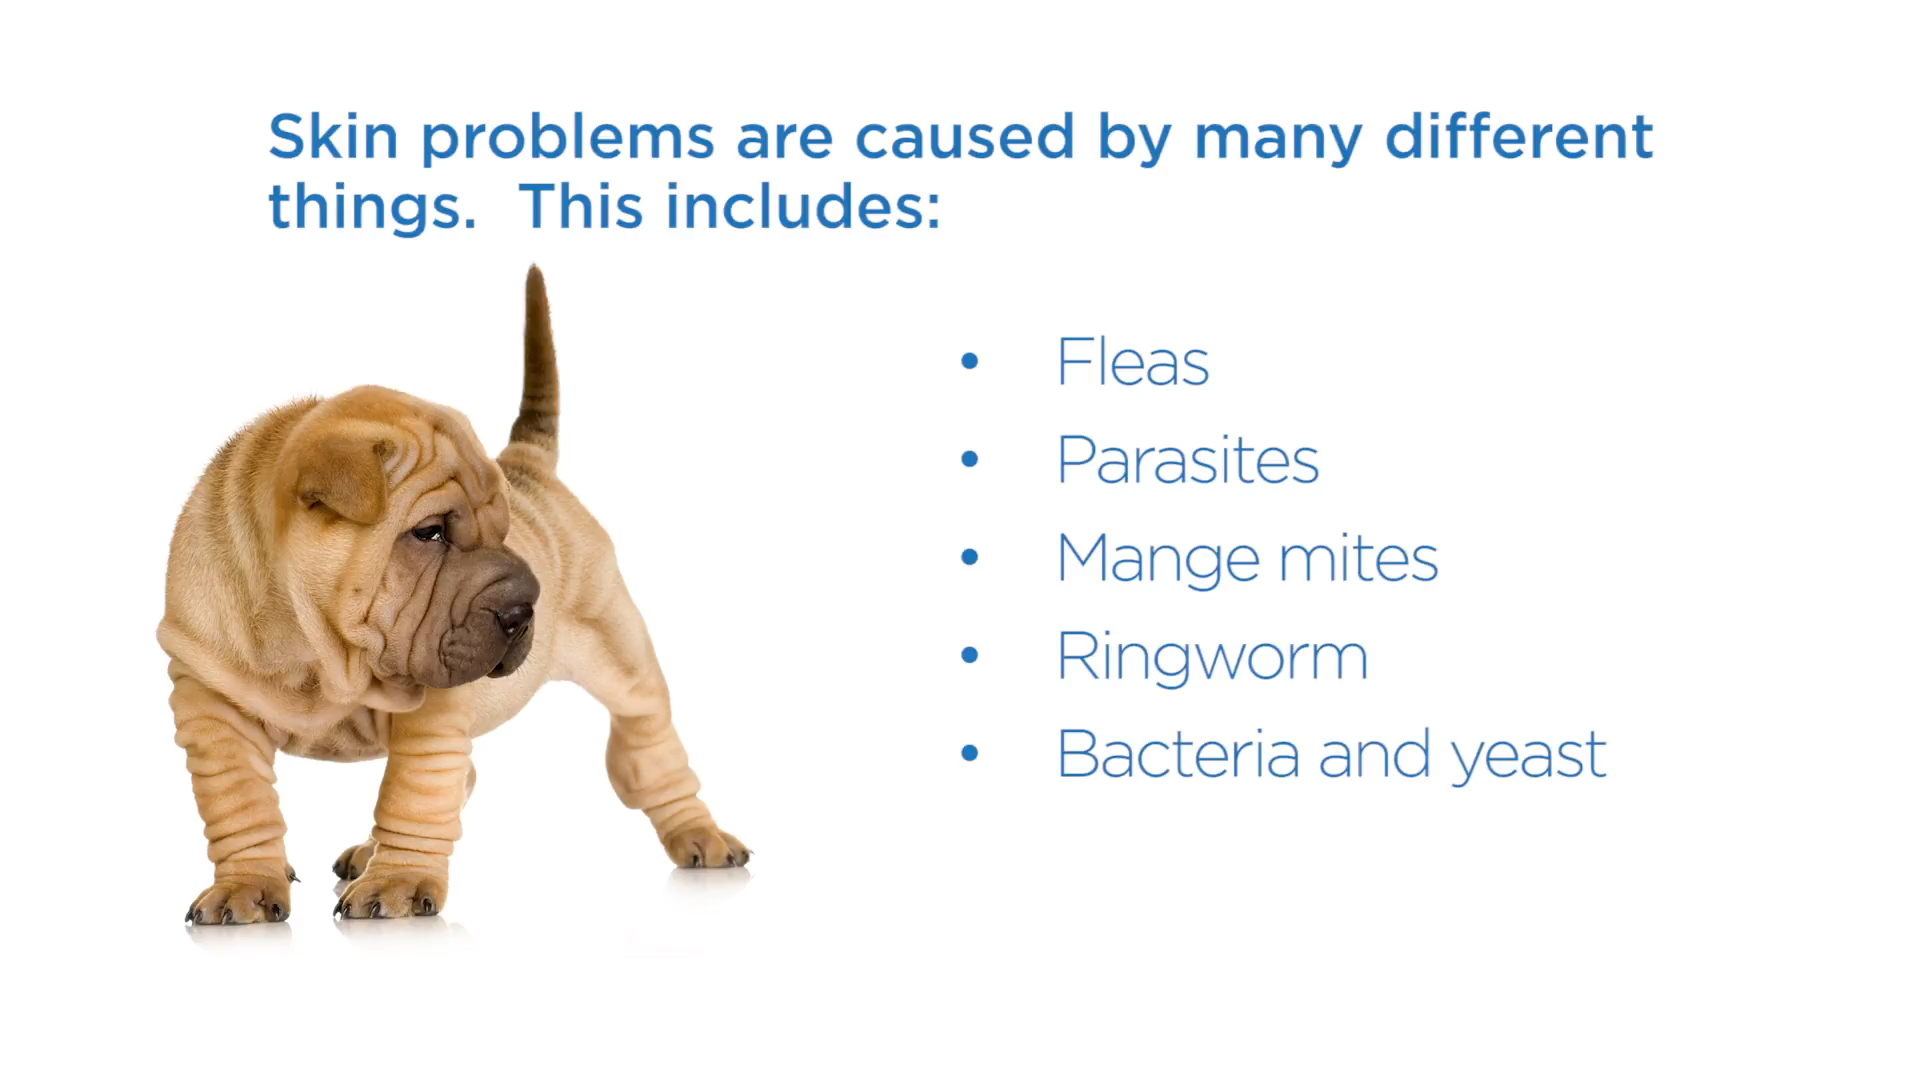 Skin problems are caused by many different
things.  This includes:
• Fleas
• Parasites
• Mange mites
• Ringworm
• Bacteria and yeast